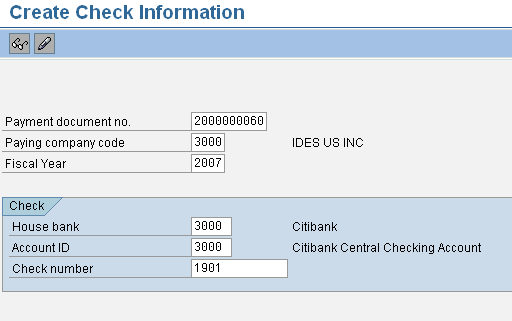 Create Check Information
Payment document no. 2000000060
Paying company code 3000 IDES US INC
Fiscal Year 2007
Check
House bank 3000 Citibank
Account ID 3000 Citibank Central Checking Account
Check number 1901